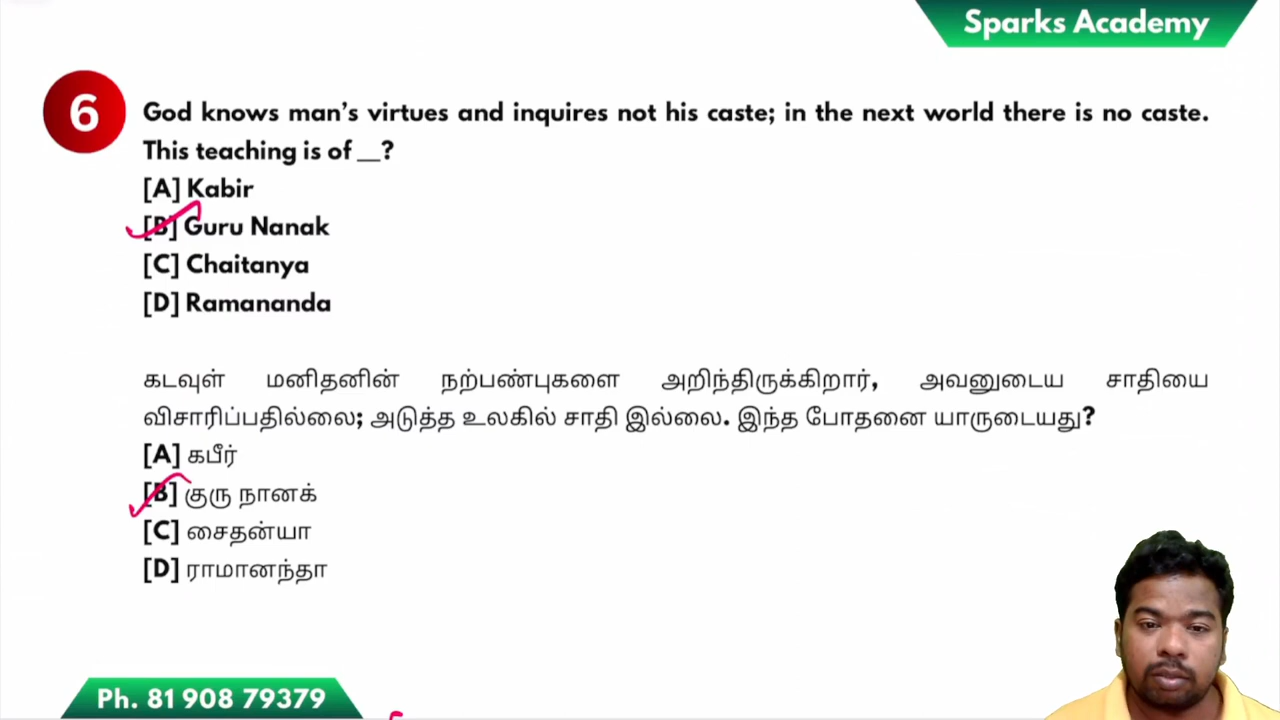 Sparks Academy
6
God knows man's virtues and inquires not his caste; in the next world there is no caste.
This teaching is of __?
[A] Kabir
[B] Guru Nanak
[C] Chaitanya
[D] Ramananda
கடவுள் மனிதனின் நற்பண்புகளை அறிந்திருக்கிறார், அவனுடைய சாதியை
விசாரிப்பதில்லை; அடுத்த உலகில் சாதி இல்லை. இந்த போதனை யாருடையது?
[A] கபீர்
[B] குரு நானக்
[C] சைதன்யா
[D] ராமானந்தா
Ph. 81 908 79379